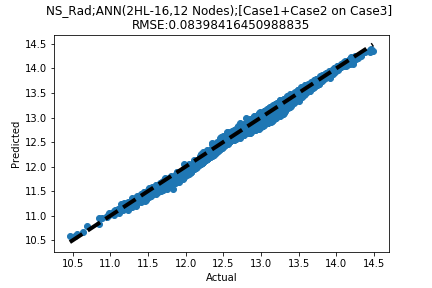 NS_Rad;ANN(2HL-16,12 Nodes);[Case1+Case2 on Case3]
RMSE:0.08398416450988835
14.5
14.0
13.5
13.0
12.5
12.0
11.5
11.0
10.5
Predicted
10.5 11.0 11.5 12.0 12.5 13.0 13.5 14.0 14.5
Actual